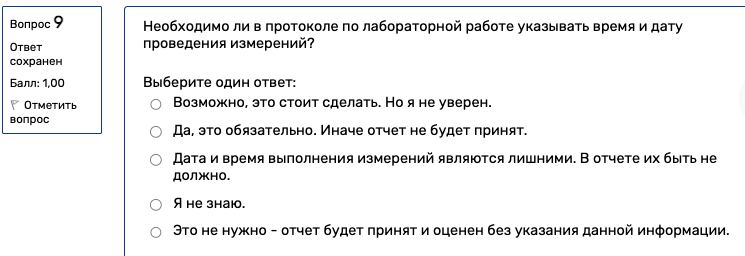 Вопрос 9
Ответ
сохранен
Балл: 1,00
Отметить
вопрос
Необходимо ли в протоколе по лабораторной работе указывать время и дату
проведения измерений?
Выберите один ответ:
Возможно, это стоит сделать. Но я не уверен.
Да, это обязательно. Иначе отчет не будет принят.
Дата и время выполнения измерений являются лишними. В отчете их быть не
должно.
Я не знаю.
Это не нужно - отчет будет принят и оценен без указания данной информации.